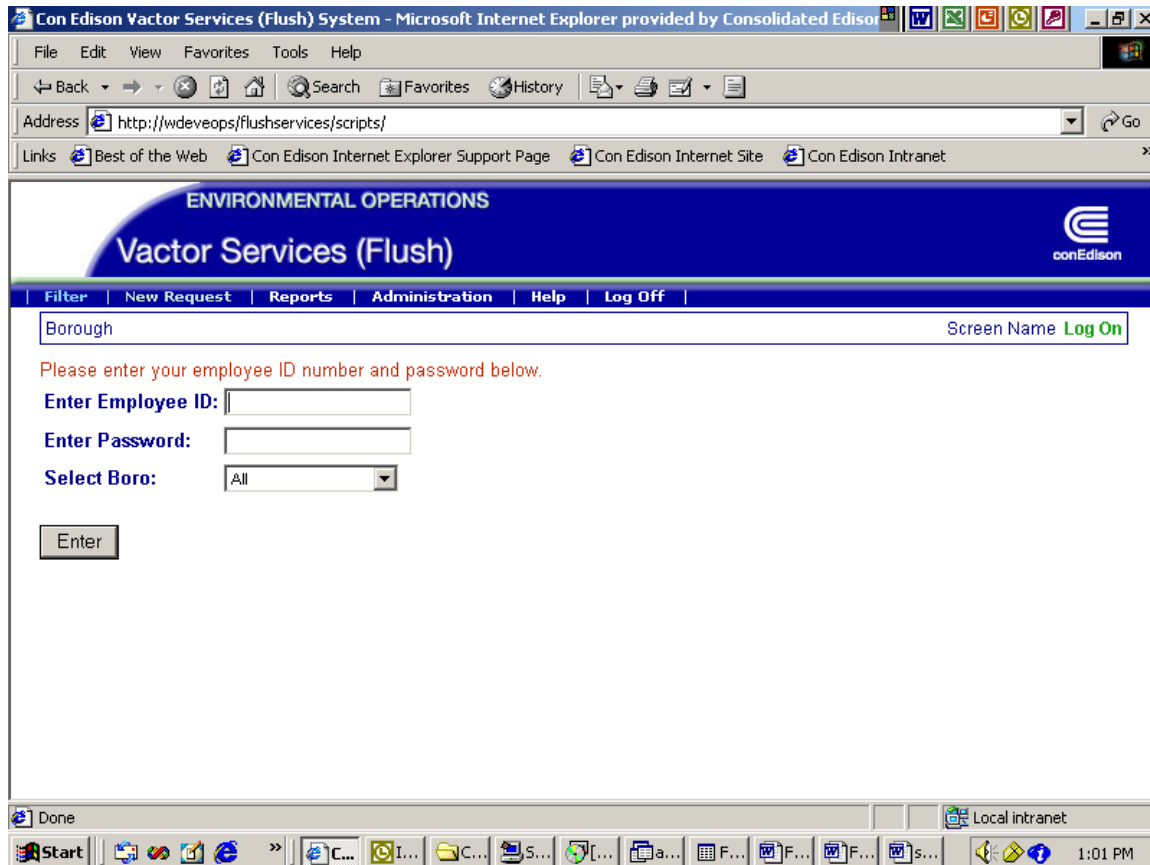 Con Edison Vactor Services (Flush) System - Microsoft Internet Explorer provided by Consolidated Edison
File Edit View Favorites Tools Help
Back Search Favorites History
Address http://wdeveops/flushservices/scripts/ Go
Links Best of the Web Con Edison Internet Explorer Support Page Con Edison Internet Site Con Edison Intranet »
ENVIRONMENTAL OPERATIONS
Vactor Services (Flush)
conEdison
| Filter | New Request | Reports | Administration | Help | Log Off |
Borough Screen Name Log On
Please enter your employee ID number and password below.
Enter Employee ID:
Enter Password:
Select Boro: All
Enter
Done Local intranet
Start » C... I... C... S... [... a... F... F... F... s... 1:01 PM